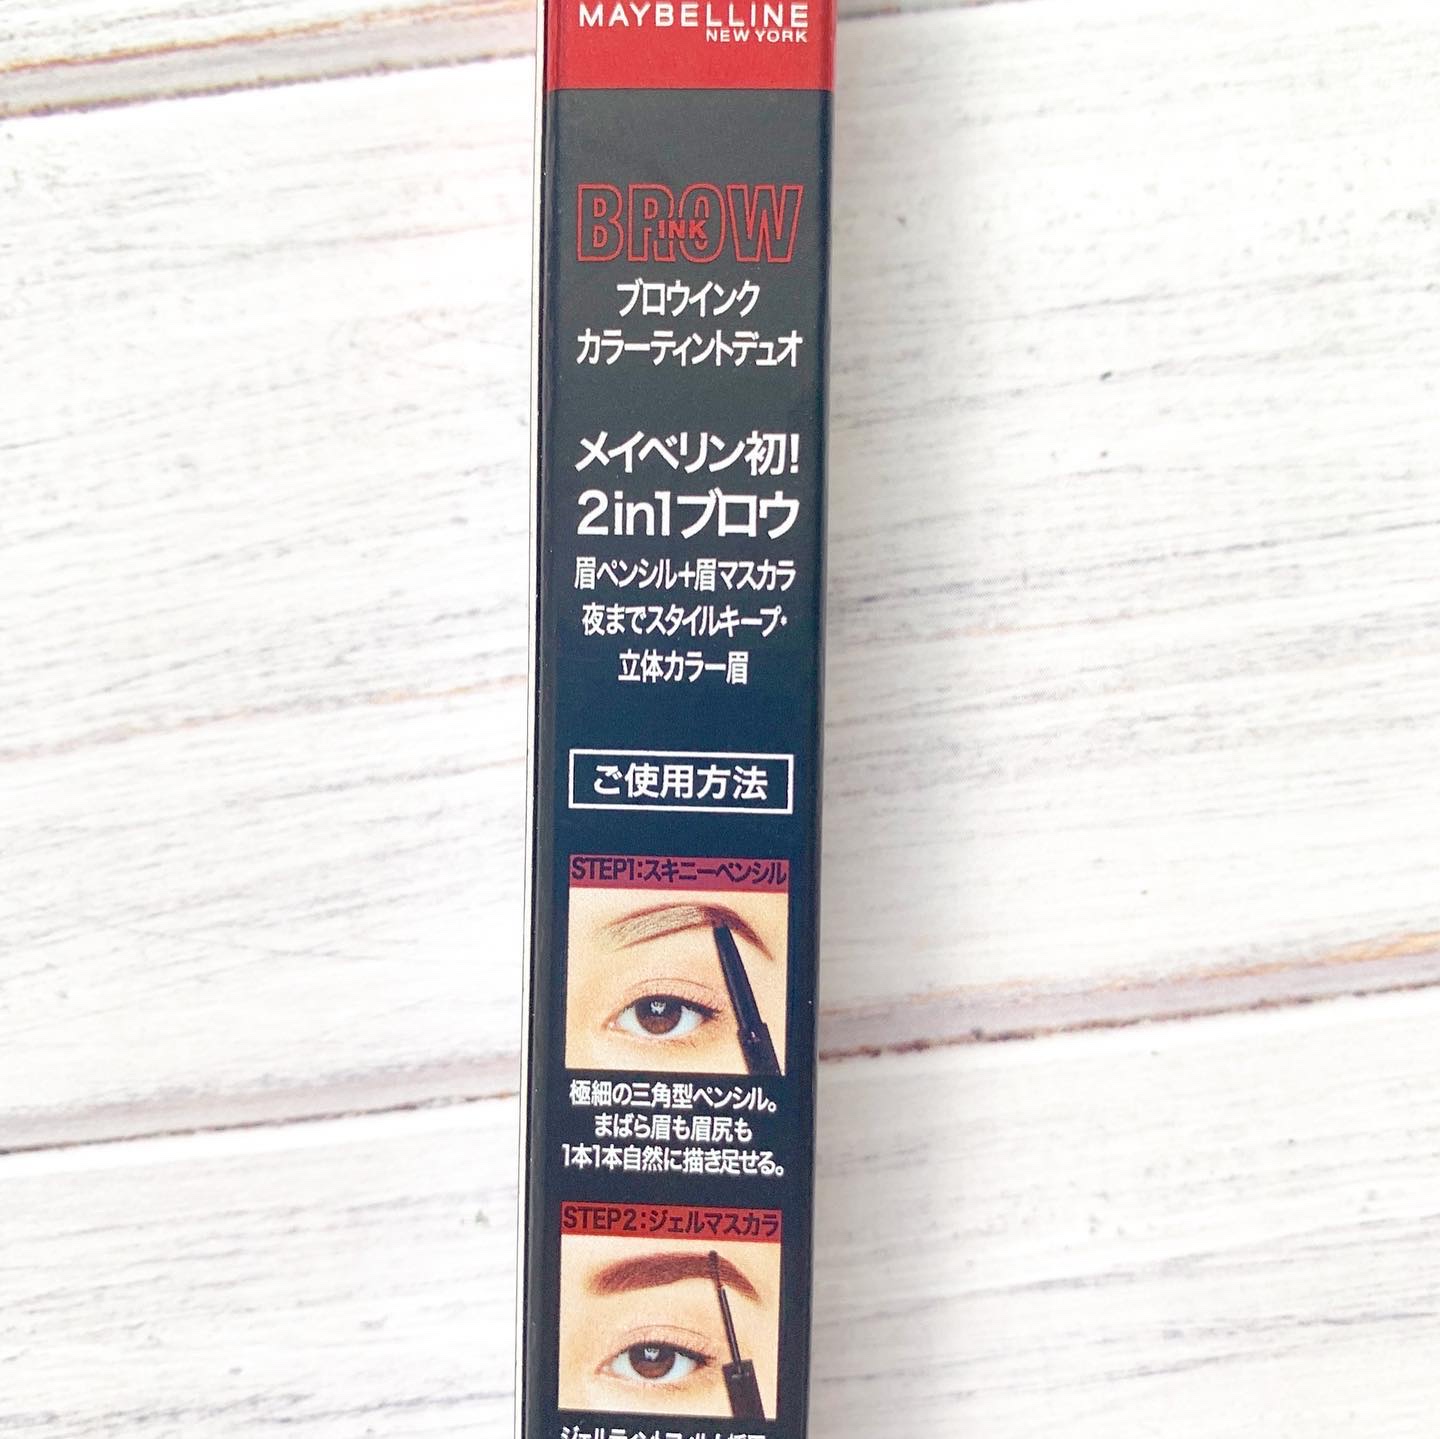 MAYBELLINE
NEW YORK
BROW
INK
ブロウインク
カラーティントデュオ
メイベリン初!
2in1ブロウ
眉ペンシル+眉マスカラ
夜までスタイルキープ*
立体カラー眉
ご使用方法
STEP1:スキニーペンシル
極細の三角型ペンシル。
まばら眉も眉尻も
1本1本自然に描き足せる。
STEP2:ジェルマスカラ